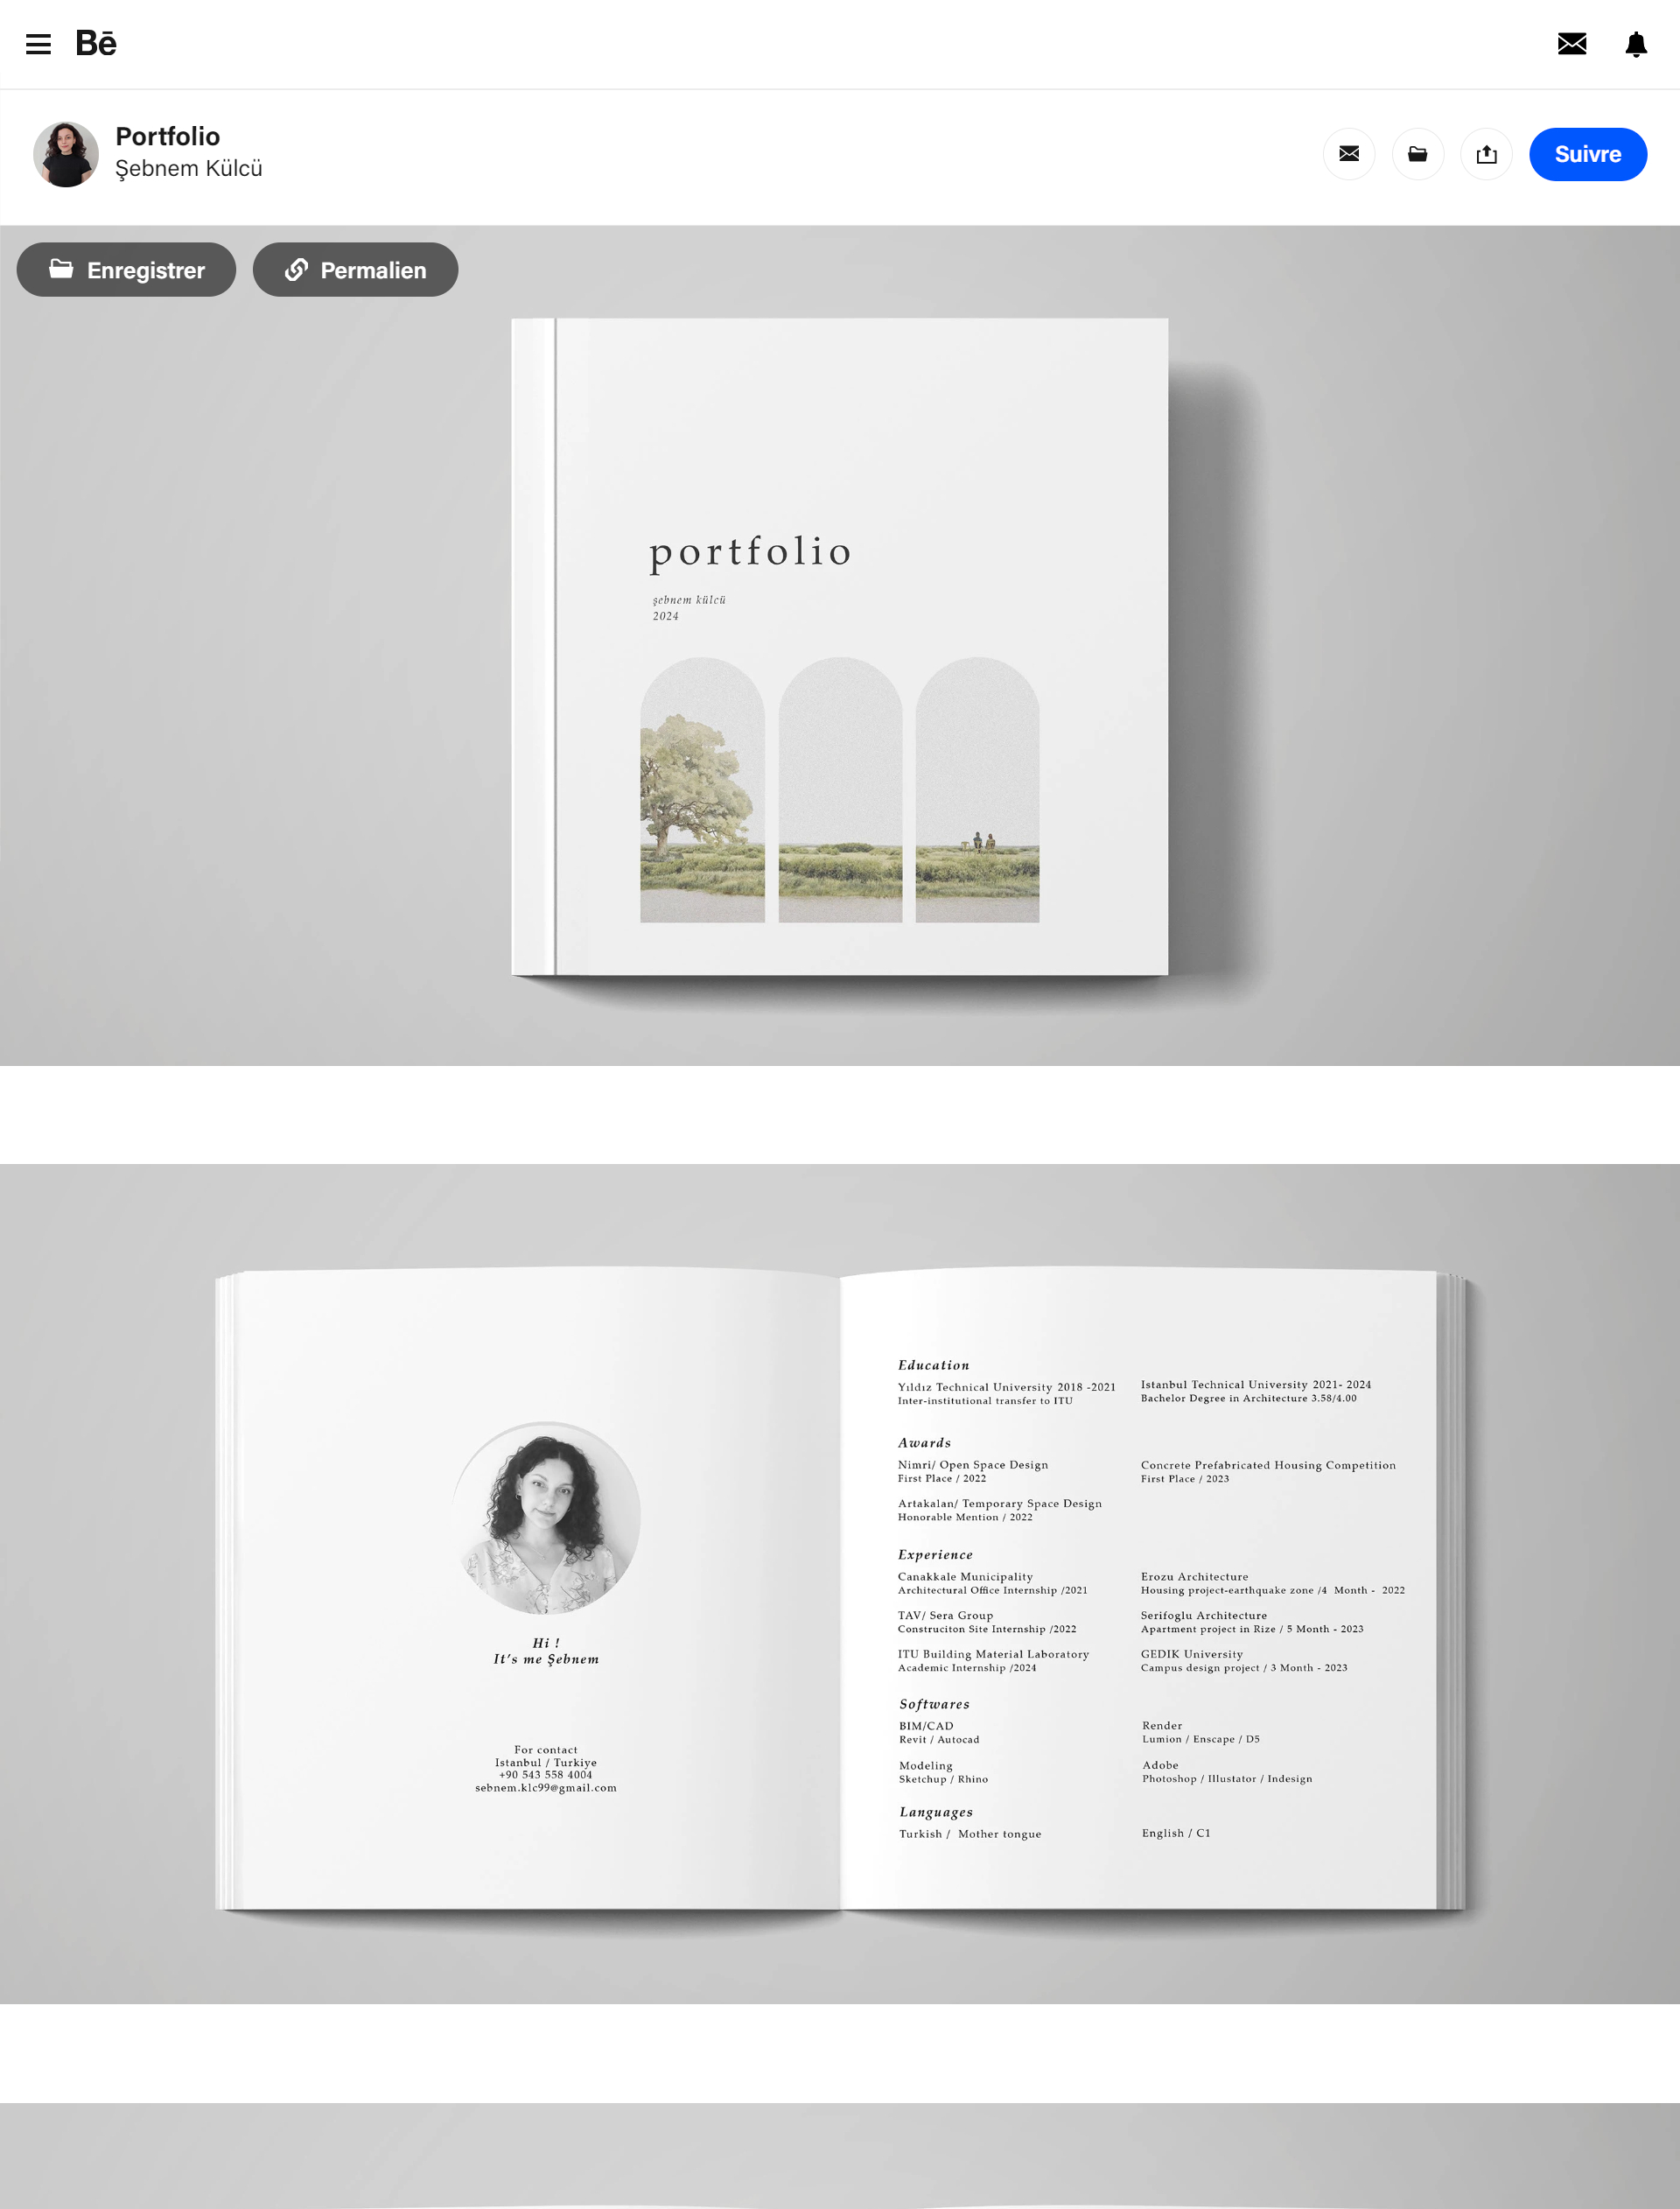 Bē
Portfolio
Şebnem Külcü
Suivre
Enregistrer
Permalien
portfolio
şebnem külcü
2024
Hi !
It's me Şebnem
For contact
Istanbul / Turkiye
+90 543 558 4004
sebnem.klc99@gmail.com
Education
Yıldız Technical University 2018 -2021
Inter-institutional transfer to ITU
Istanbul Technical University 2021- 2024
Bachelor Degree in Architecture 3.58/4.00
Awards
Nimri/ Open Space Design
First Place / 2022
Concrete Prefabricated Housing Competition
First Place / 2023
Artakalan/ Temporary Space Design
Honorable Mention / 2022
Experience
Canakkale Municipality
Architectural Office Internship /2021
Erozu Architecture
Housing project-earthquake zone /4 Month - 2022
TAV/ Sera Group
Construciton Site Internship /2022
Serifoglu Architecture
Apartment project in Rize / 5 Month - 2023
ITU Building Material Laboratory
Academic Internship /2024
GEDIK University
Campus design project / 3 Month - 2023
Softwares
BIM/CAD
Revit / Autocad
Render
Lumion / Enscape / D5
Modeling
Sketchup / Rhino
Adobe
Photoshop / Illustator / Indesign
Languages
Turkish / Mother tongue
English / C1